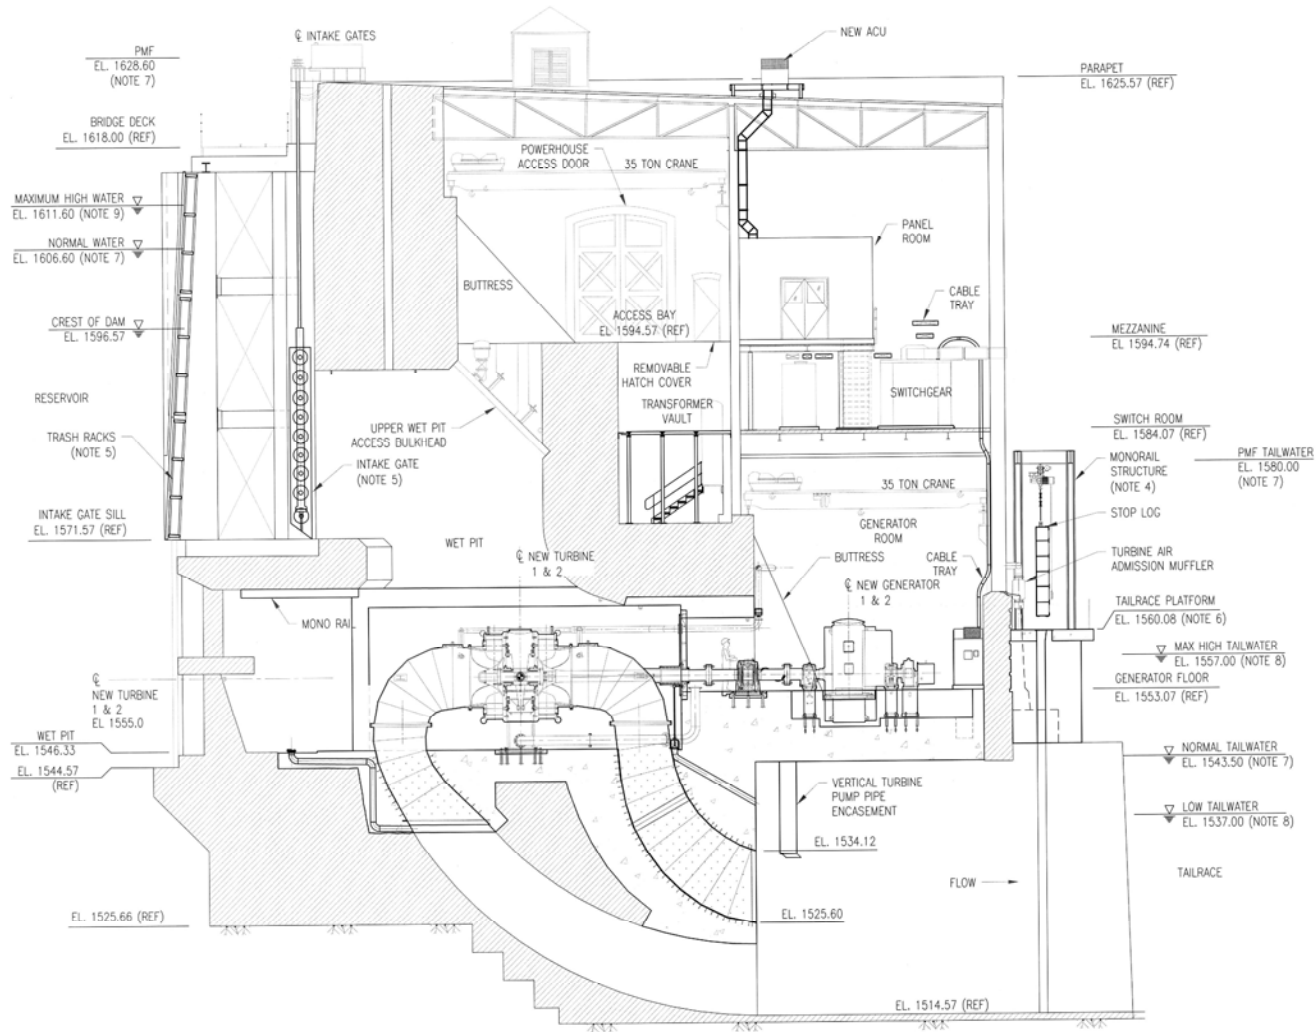 ℄ INTAKE GATES
NEW ACU
PMF
EL. 1628.60
(NOTE 7)
PARAPET
EL. 1625.57 (REF)
BRIDGE DECK
EL. 1618.00 (REF)
POWERHOUSE
ACCESS DOOR
35 TON CRANE
MAXIMUM HIGH WATER
EL. 1611.60 (NOTE 9)
NORMAL WATER
EL. 1606.60 (NOTE 7)
PANEL
ROOM
BUTTRESS
CABLE
TRAY
CREST OF DAM
EL. 1596.57
ACCESS BAY
EL 1594.57 (REF)
MEZZANINE
EL 1594.74 (REF)
REMOVABLE
HATCH COVER
RESERVOIR
SWITCHGEAR
TRANSFORMER
VAULT
UPPER WET PIT
ACCESS BULKHEAD
TRASH RACKS
(NOTE 5)
INTAKE GATE
(NOTE 5)
SWITCH ROOM
EL. 1584.07 (REF)
MONORAIL
STRUCTURE
(NOTE 4)
PMF TAILWATER
EL. 1580.00
(NOTE 7)
35 TON CRANE
STOP LOG
INTAKE GATE SILL
EL. 1571.57 (REF)
GENERATOR
ROOM
WET PIT
℄ NEW TURBINE
1 & 2
BUTTRESS
CABLE
TRAY
TURBINE AIR
ADMISSION MUFFLER
℄ NEW GENERATOR
1 & 2
TAILRACE PLATFORM
EL. 1560.08 (NOTE 6)
MONO RAIL
MAX HIGH TAILWATER
EL. 1557.00 (NOTE 8)
GENERATOR FLOOR
EL. 1553.07 (REF)
℄
NEW TURBINE
1 & 2
EL 1555.0
WET PIT
EL. 1546.33
EL. 1544.57
(REF)
NORMAL TAILWATER
EL. 1543.50 (NOTE 7)
VERTICAL TURBINE
PUMP PIPE
ENCASEMENT
LOW TAILWATER
EL. 1537.00 (NOTE 8)
EL. 1534.12
TAILRACE
FLOW
EL. 1525.66 (REF)
EL. 1525.60
EL. 1514.57 (REF)